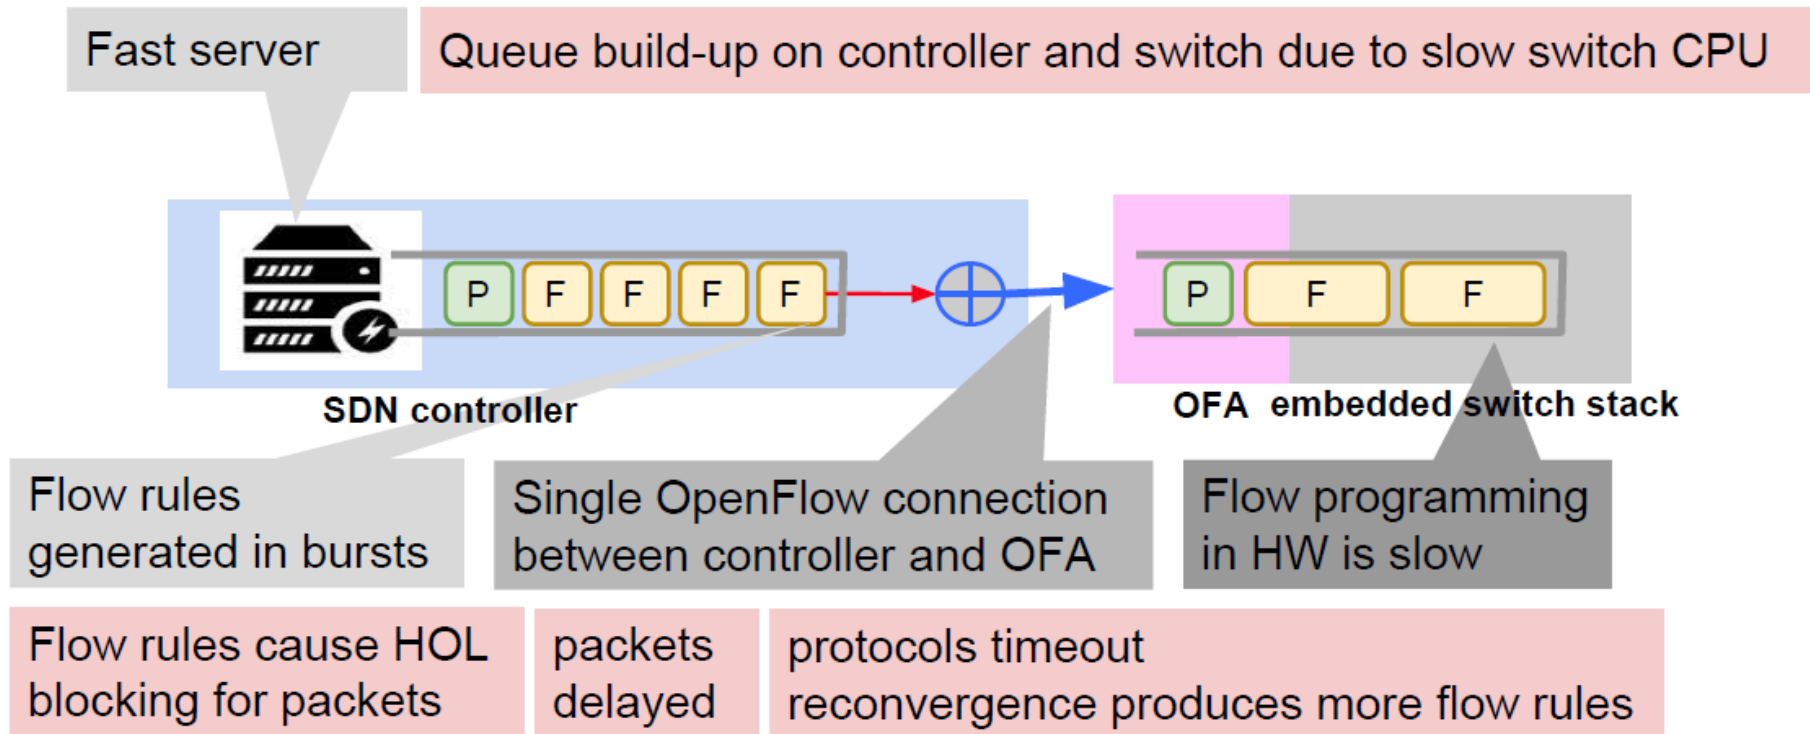 Fast server
Queue build-up on controller and switch due to slow switch CPU
P F F F F
P F F
SDN controller
OFA embedded switch stack
Flow rules
generated in bursts
Single OpenFlow connection
between controller and OFA
Flow programming
in HW is slow
Flow rules cause HOL
blocking for packets
packets
delayed
protocols timeout
reconvergence produces more flow rules